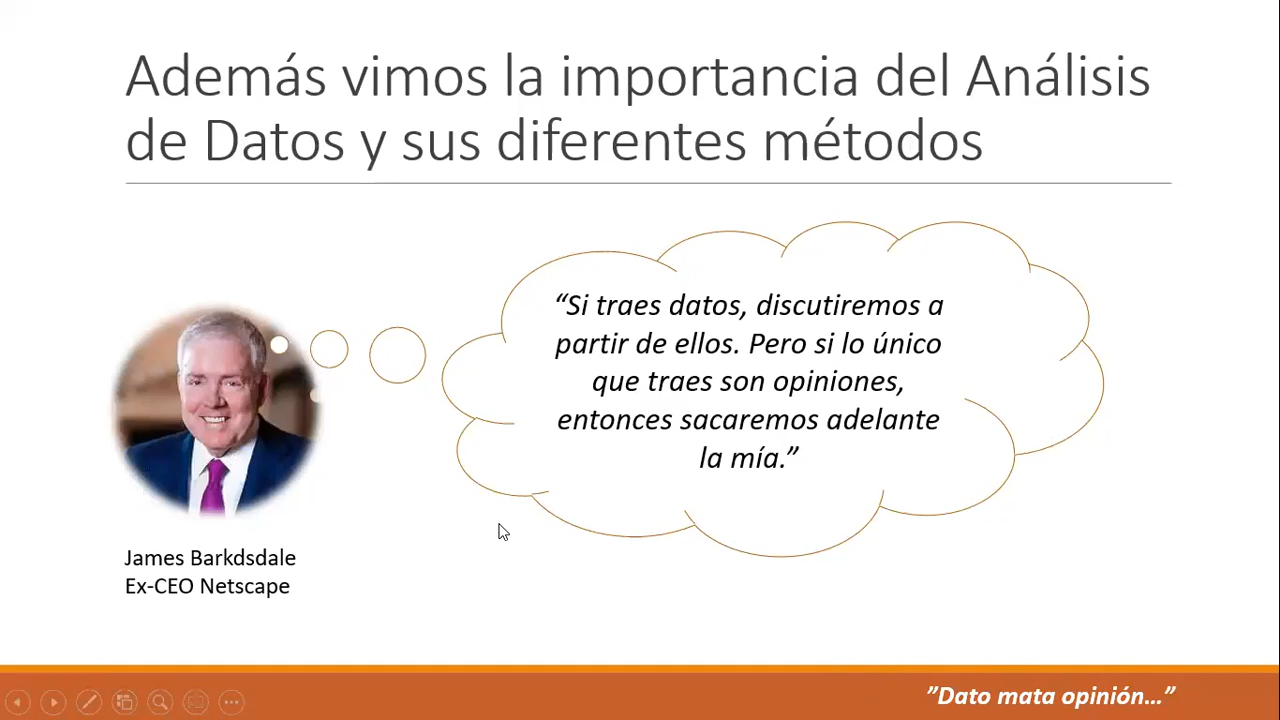 Además vimos la importancia del Análisis
de Datos y sus diferentes métodos
“Si traes datos, discutiremos a
partir de ellos. Pero si lo único
que traes son opiniones,
entonces sacaremos adelante
la mía.”
James Barkdsdale
Ex-CEO Netscape
”Dato mata opinión…”